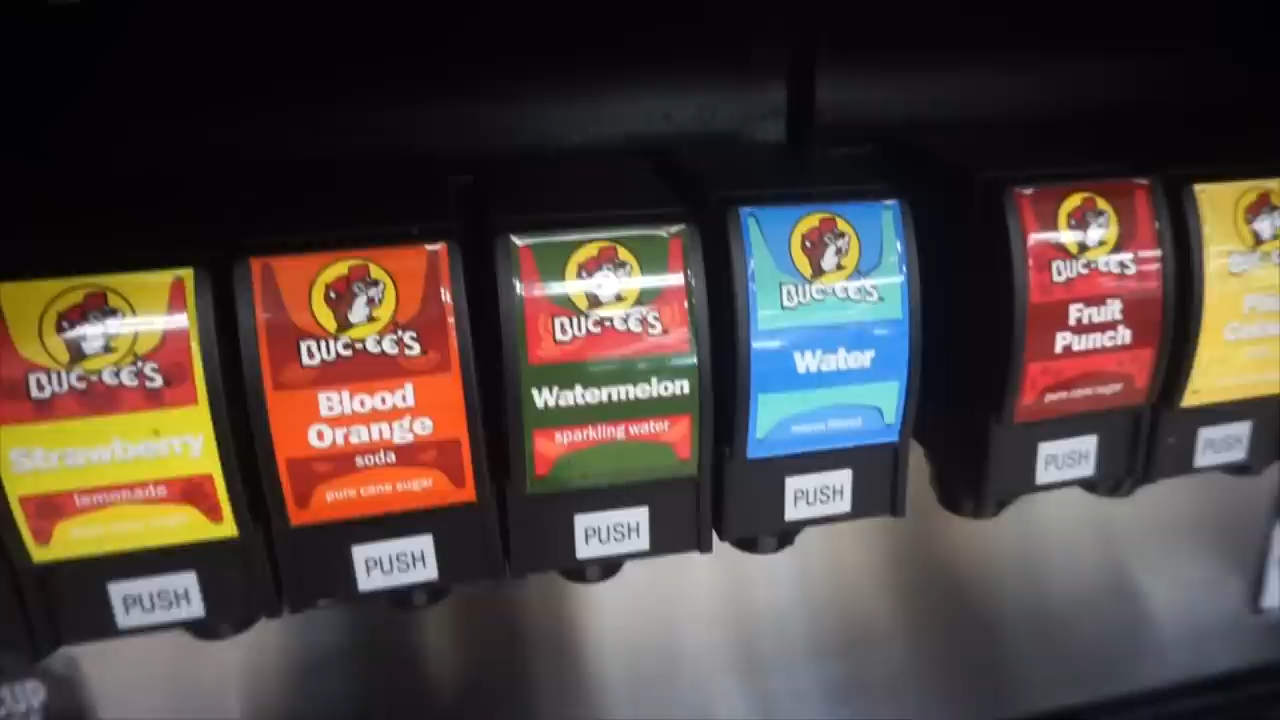 BUC-EE'S
Strawberry
lemonade
PUSH
BUC-EE'S
Blood
Orange
soda
pure cane sugar
PUSH
BUC-EE'S
Watermelon
sparkling water
PUSH
BUC-EE'S
Water
PUSH
BUC-EE'S
Fruit
Punch
pure cane sugar
PUSH
PUSH